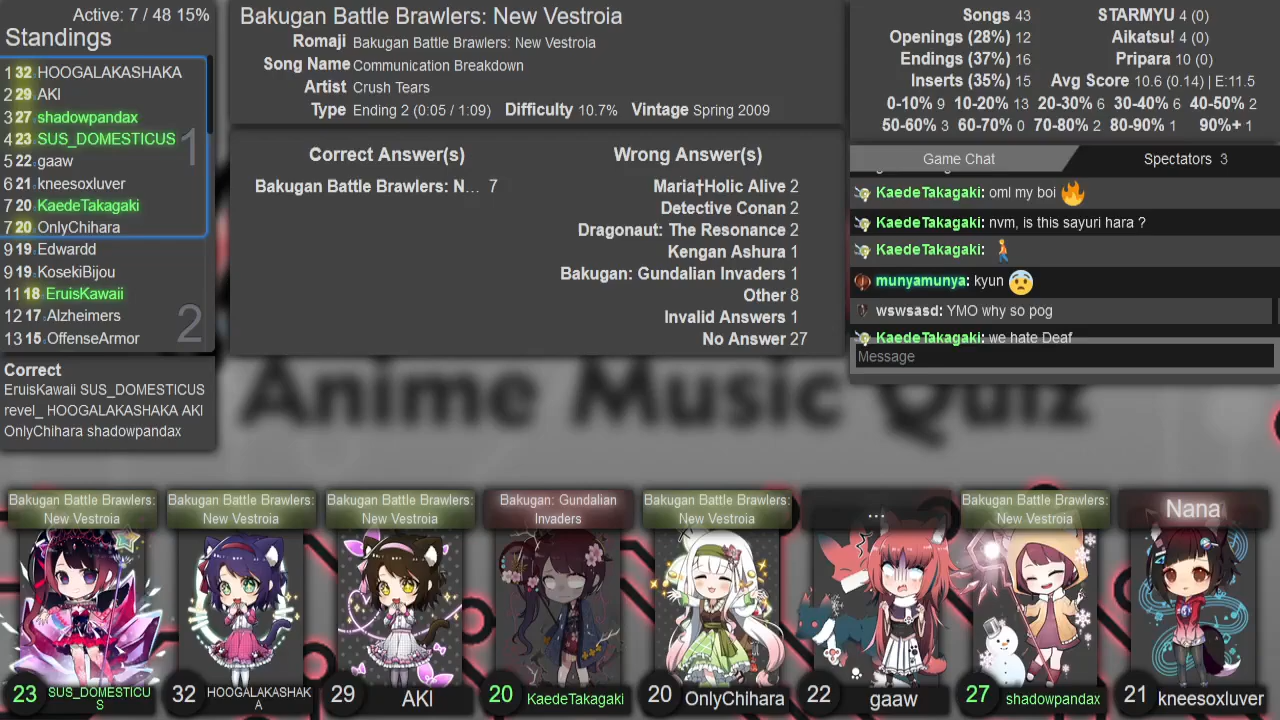 Active: 7 / 48 15%
Standings
1 32 HOOGALAKASHAKA
2 29 AKI
3 27 shadowpandax
4 23 SUS_DOMESTICUS
1
5 22 gaaw
6 21 kneesoxluver
7 20 KaedeTakagaki
7 20 OnlyChihara
9 19 Edwardd
9 19 KosekiBijou
11 18 EruisKawaii
12 17 Alzheimers
2
13 15 OffenseArmor
Correct
EruisKawaii SUS_DOMESTICUS
revel_ HOOGALAKASHAKA AKI
OnlyChihara shadowpandax
Bakugan Battle Brawlers: New Vestroia
Romaji Bakugan Battle Brawlers: New Vestroia
Song Name Communication Breakdown
Artist Crush Tears
Type Ending 2 (0:05 / 1:09) Difficulty 10.7% Vintage Spring 2009
Correct Answer(s)
Bakugan Battle Brawlers: N... 7
Wrong Answer(s)
Maria†Holic Alive 2
Detective Conan 2
Dragonaut: The Resonance 2
Kengan Ashura 1
Bakugan: Gundalian Invaders 1
Other 8
Invalid Answers 1
No Answer 27
Songs 43 STARMYU 4 (0)
Openings (28%) 12 Aikatsu! 4 (0)
Endings (37%) 16 Pripara 10 (0)
Inserts (35%) 15 Avg Score 10.6 (0.14) | E:11.5
0-10% 9 10-20% 13 20-30% 6 30-40% 6 40-50% 2
50-60% 3 60-70% 0 70-80% 2 80-90% 1 90%+ 1
Game Chat Spectators 3
KaedeTakagaki: oml my boi
KaedeTakagaki: nvm, is this sayuri hara ?
KaedeTakagaki:
munyamunya: kyun
wswsasd: YMO why so pog
KaedeTakagaki: we hate Deaf
Message
Anime Music Quiz
Bakugan Battle Brawlers:
New Vestroia
Bakugan Battle Brawlers:
New Vestroia
Bakugan Battle Brawlers:
New Vestroia
Bakugan: Gundalian
Invaders
Bakugan Battle Brawlers:
New Vestroia
...
Bakugan Battle Brawlers:
New Vestroia
Nana
23 SUS_DOMESTICU
S
32 HOOGALAKASHAK
A
29 AKI
20 KaedeTakagaki
20 OnlyChihara
22 gaaw
27 shadowpandax
21 kneesoxluver